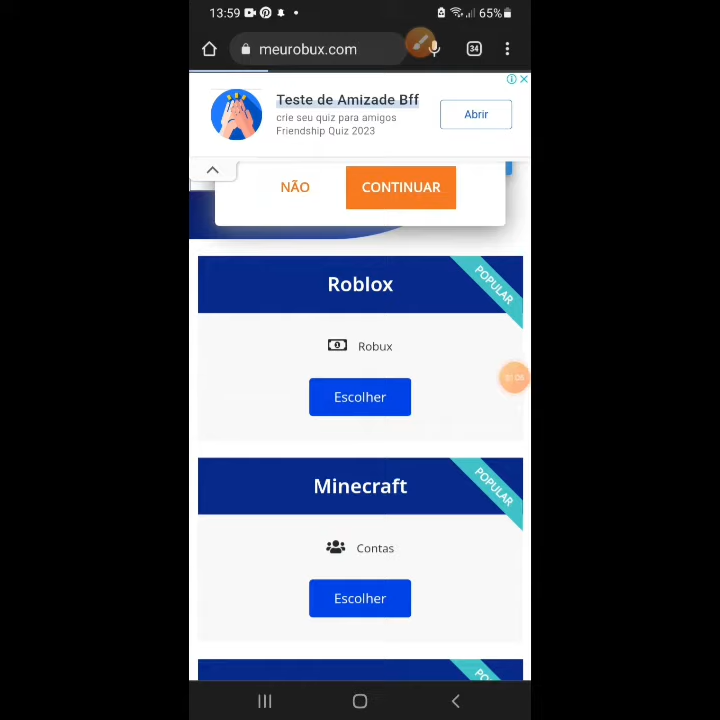 13:59
65%
meurobux.com
34
Teste de Amizade Bff
crie seu quiz para amigos
Friendship Quiz 2023
Abrir
NÃO
CONTINUAR
Roblox
POPULAR
Robux
Escolher
Minecraft
POPULAR
Contas
Escolher